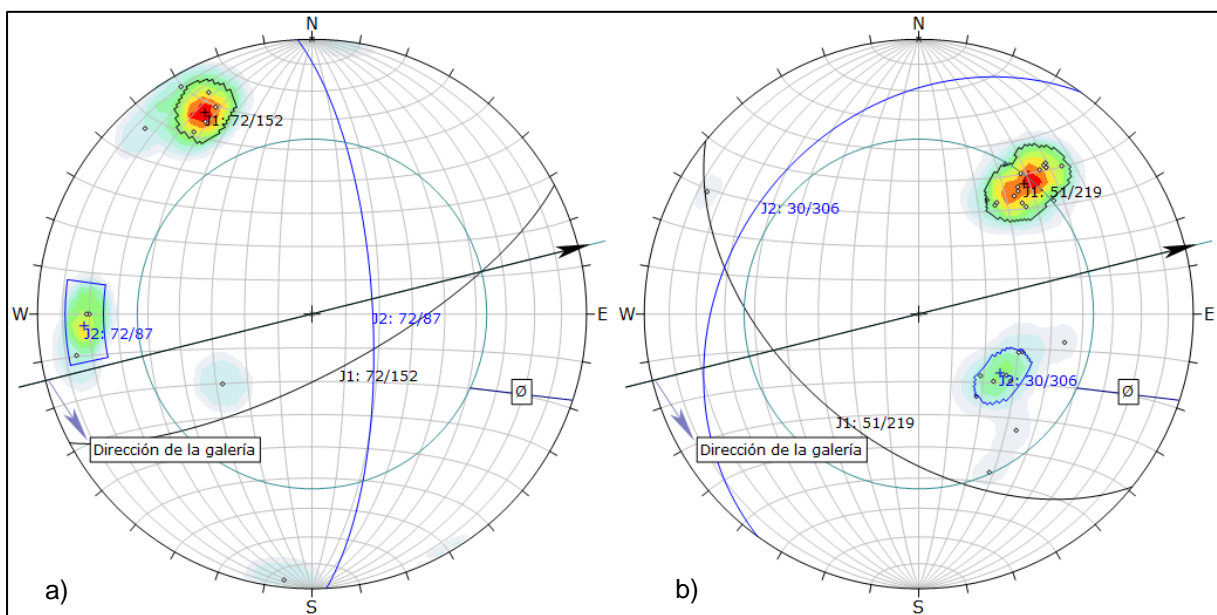 N
J1: 72/152
W
E
J2: 72/87
J2: 72/87
J1: 72/152
Ø
Dirección de la galería
S
a)
N
J1: 51/219
J2: 30/306
W
E
J2: 30/306
Ø
J1: 51/219
Dirección de la galería
S
b)